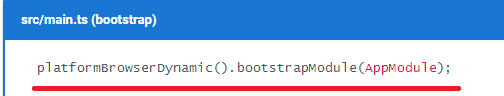 src/main.ts (bootstrap)
platformBrowserDynamic().bootstrapModule(AppModule);